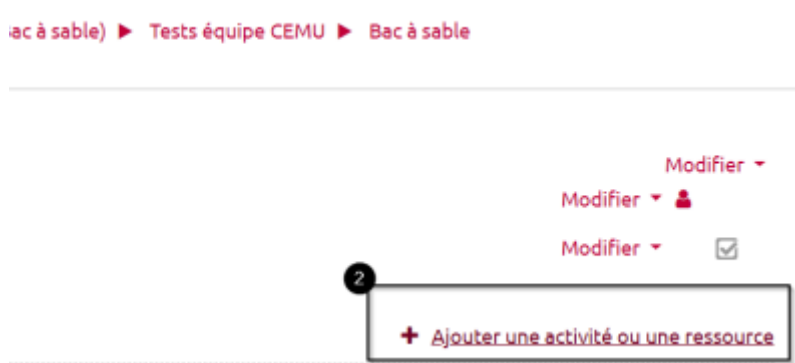 ac à sable) ► Tests équipe CEMU ► Bac à sable
Modifier
Modifier
Modifier
2
+ Ajouter une activité ou une ressource